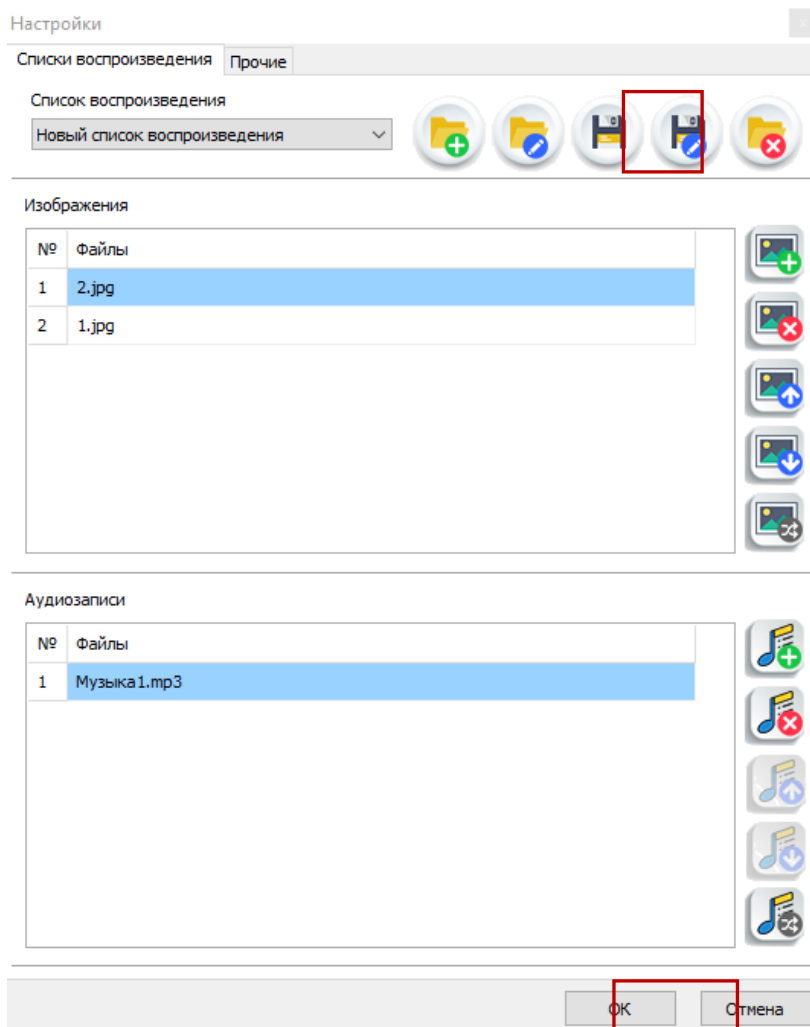 Настройки
Списки воспроизведения Прочие
Список воспроизведения
Новый список воспроизведения
Изображения
№ Файлы
1 2.jpg
2 1.jpg
Аудиозаписи
№ Файлы
1 Музыка1.mp3
ОК Отмена